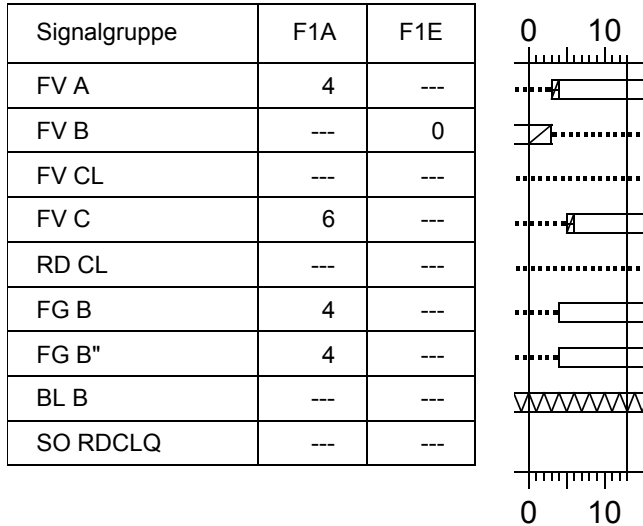 Signalgruppe F1A F1E 0 10
FV A 4 ---
FV B --- 0
FV CL --- ---
FV C 6 ---
RD CL --- ---
FG B 4 ---
FG B" 4 ---
BL B --- ---
SO RDCLQ --- ---
0 10